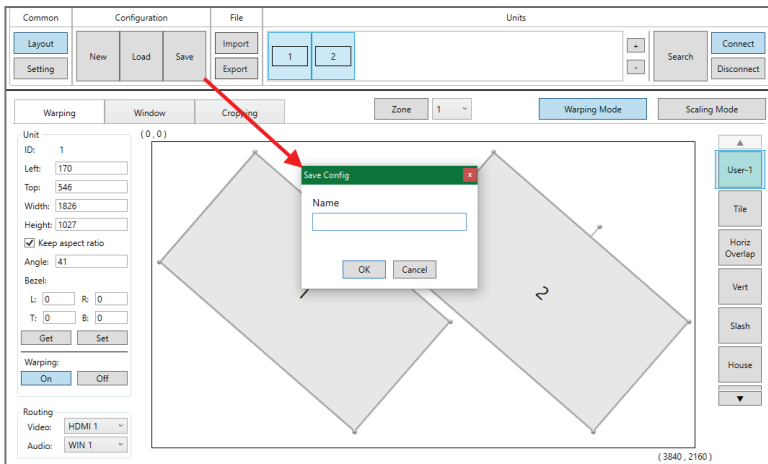 Common
Configuration
File
Units
Layout
Setting
New
Load
Save
Import
Export
1
2
+
-
Search
Connect
Disconnect
Warping
Window
Cropping
Zone
1
Warping Mode
Scaling Mode
Unit
ID: 1
Left: 170
Top: 546
Width: 1826
Height: 1027
Keep aspect ratio
Angle: 41
Bezel:
L: 0 R: 0
T: 0 B: 0
Get
Set
Warping:
On
Off
Routing
Video: HDMI 1
Audio: WIN 1
( 0 , 0 )
Save Config
x
Name
OK
Cancel
2
( 3840 , 2160 )
User-1
Tile
Horiz
Overlap
Vert
Slash
House